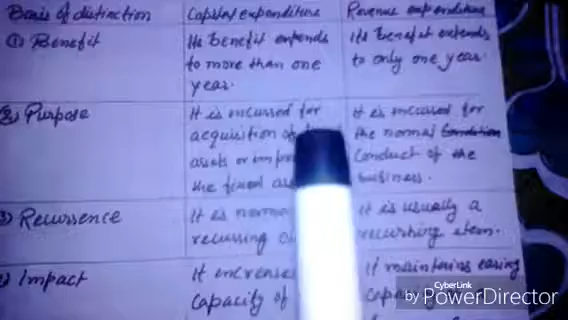 Basis of distinction Capital expenditure Revenue expenditure
① Benefit
Its benefit extends
to more than one
year.
Its benefit extends
to only one year.
② Purpose
It is incurred for
acquisition of
assets or
the fixed
It is incurred for
the normal
Conduct of the
business.
③ Recurrence
It is
recurring
It is usually a
recurring item.
Impact
It increases
Capacity of
It maintains earing
CyberLink
by PowerDirector